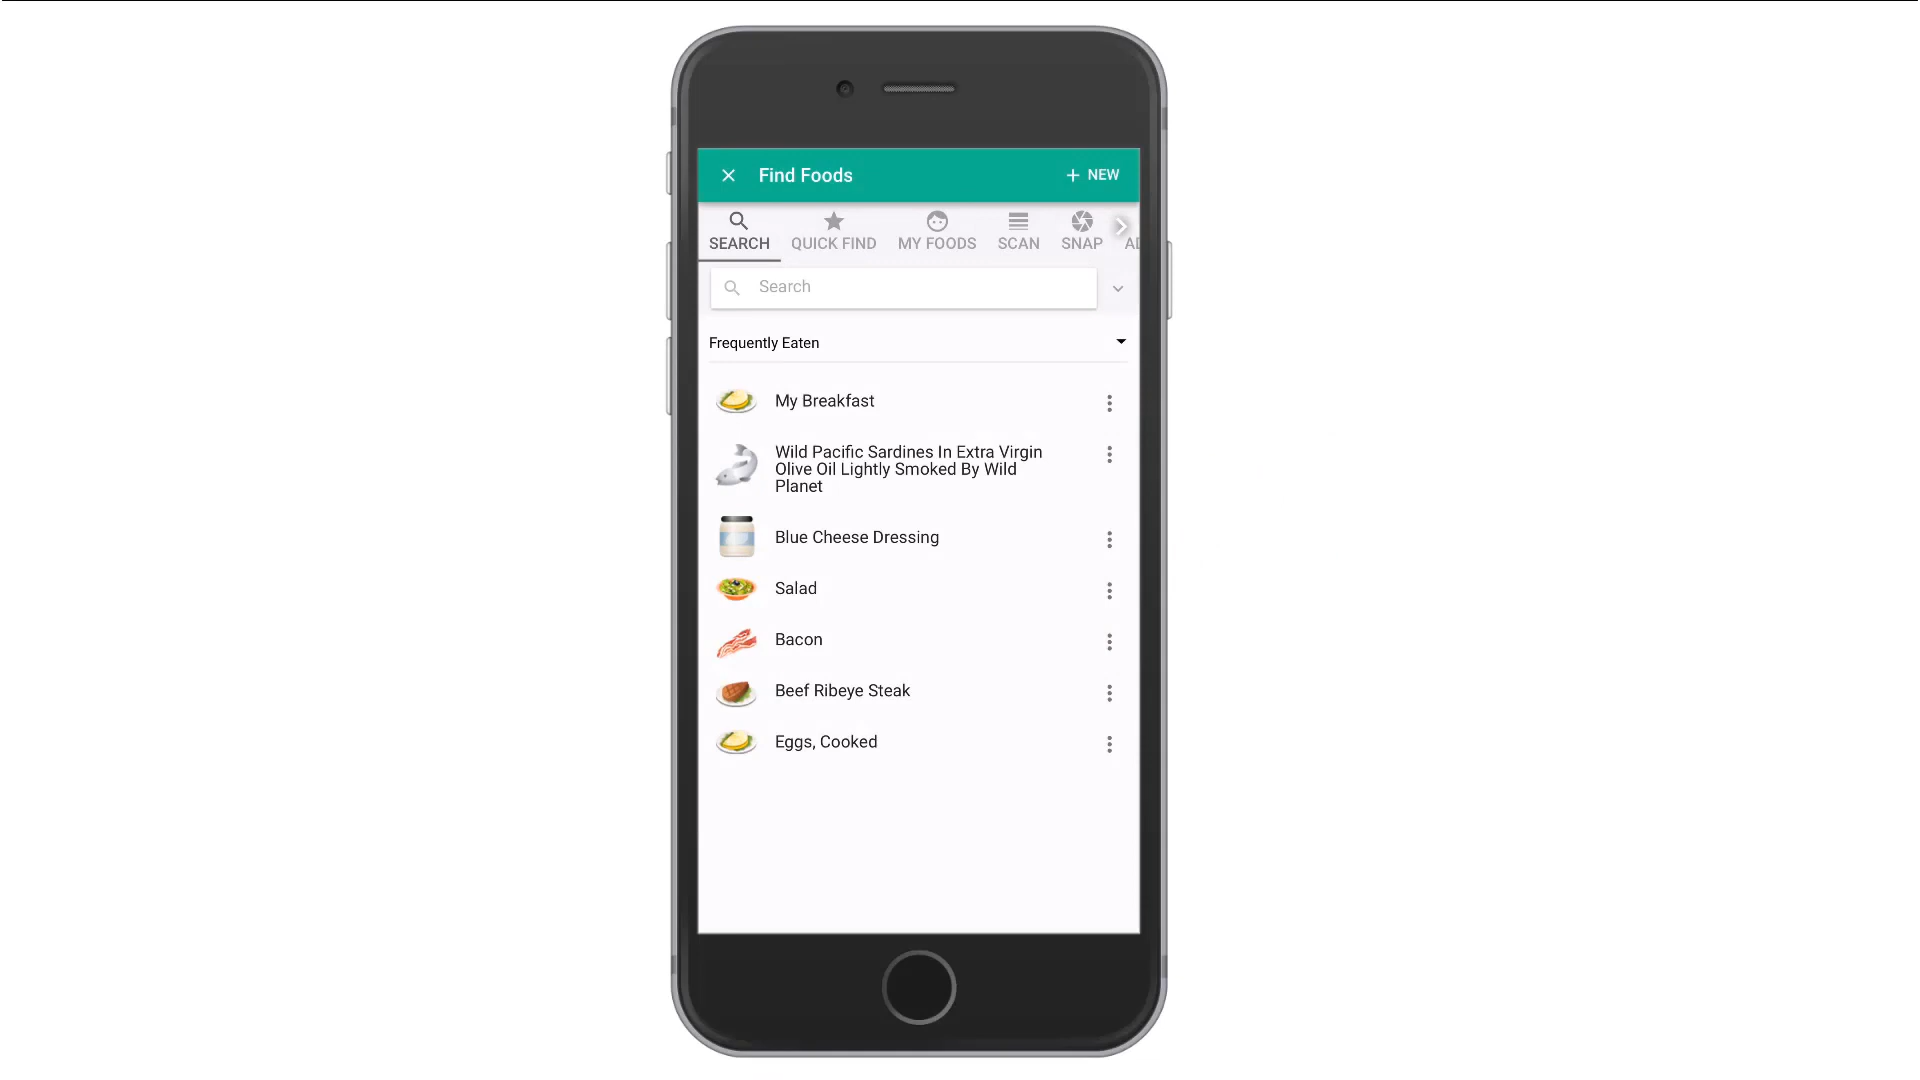 Find Foods
+ NEW
SEARCH
QUICK FIND
MY FOODS
SCAN
SNAP
Search
Frequently Eaten
My Breakfast
Wild Pacific Sardines In Extra Virgin
Olive Oil Lightly Smoked By Wild
Planet
Blue Cheese Dressing
Salad
Bacon
Beef Ribeye Steak
Eggs, Cooked